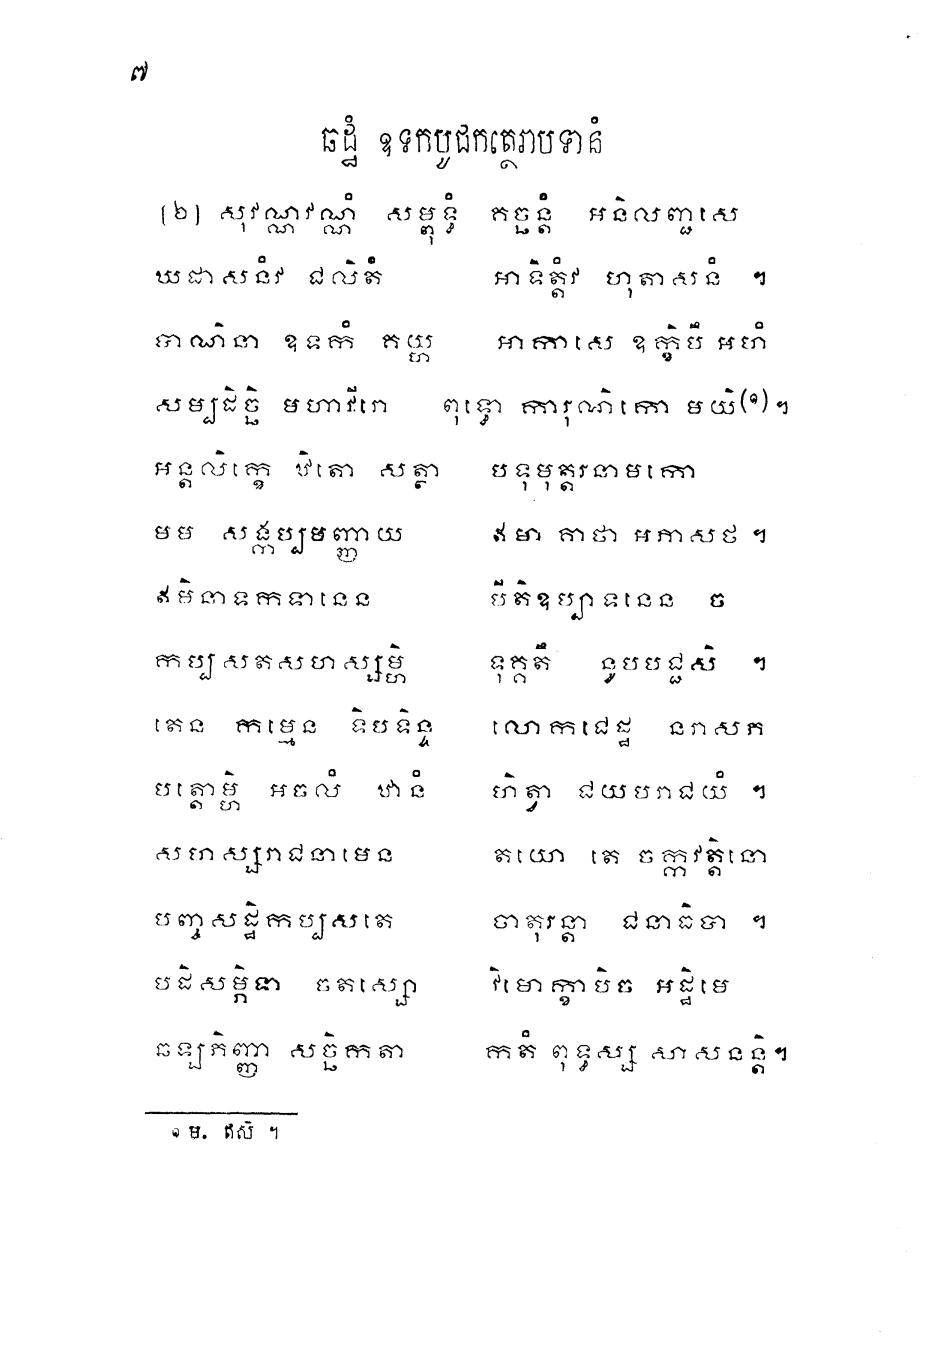 ៧
ឆដ្ឋំ ឧទកបូជកត្ថេរាបទានំ
(៦) សុវណ្ណវណ្ណំ សម្ពុទ្ធំ គច្ឆន្តំ អនិលញ្ជសេ
ឃដាសនំវ ជលិតំ អាទិត្តំវ ហុតាសនំ ។
បាណិនា ឧទកំ គយ្ហ អាកាសេ ឧក្ខិបឹ អហំ
សម្បដិច្ឆិ មហាវីរោ ពុទ្ធោ ការុណិកោ មយិ(១)។
អន្តលិក្ខេ ឋិតោ សត្ថា បទុមុត្តរនាមកោ
មម សង្កប្បមញ្ញាយ ឥមា គាថា អភាសថ ។
ឥមិនាទកទានេន បីតិឧប្បាទនេន ច
កប្បសតសហស្សម្ហិ ទុគ្គតឹ នូបបជ្ជសិ ។
តេន កម្មេន ទិបទិន្ទ លោកជេដ្ឋ នរាសភ
បត្តោម្ហិ អចលំ ឋានំ ហិត្វា ជយបរាជយំ ។
សហស្សរាជនាមេន តយោ តេ ចក្កវត្តិនោ
បញ្ចសដ្ឋិកប្បសតេ ចាតុរន្តា ជនាធិបា ។
បដិសម្ភិទា ចតស្សោ វិមោក្ខាបិច អដ្ឋិមេ
ឆឡភិញ្ញា សច្ឆិកតា កតំ ពុទ្ធស្ស សាសនន្តិ។
១ ម. ឥសិ ។